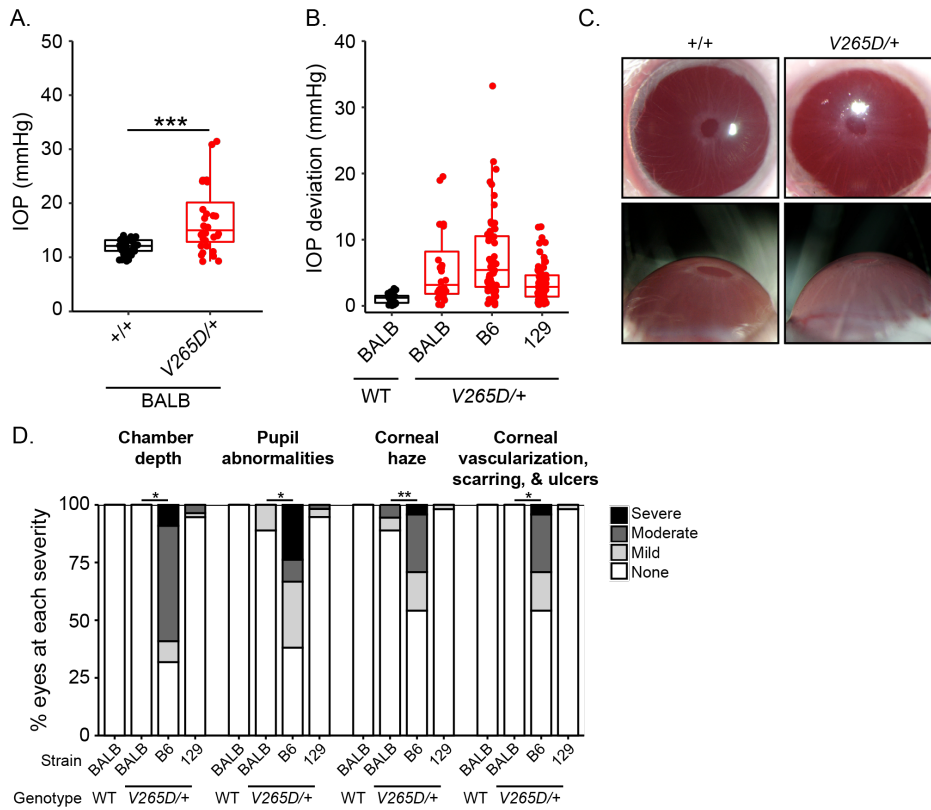 A.
IOP (mmHg)
50
40
30
20
10
0
***
+/+
V265D/+
BALB
B.
IOP deviation (mmHg)
40
30
20
10
0
BALB
BALB
B6
129
WT
V265D/+
C.
+/+
V265D/+
D.
Chamber
depth
Pupil
abnormalities
Corneal
haze
Corneal
vascularization,
scarring, & ulcers
% eyes at each severity
100
75
50
25
0
*
*
**
*
Severe
Moderate
Mild
None
Strain
BALB
BALB
B6
129
BALB
BALB
B6
129
BALB
BALB
B6
129
BALB
BALB
B6
129
Genotype
WT
V265D/+
WT
V265D/+
WT
V265D/+
WT
V265D/+